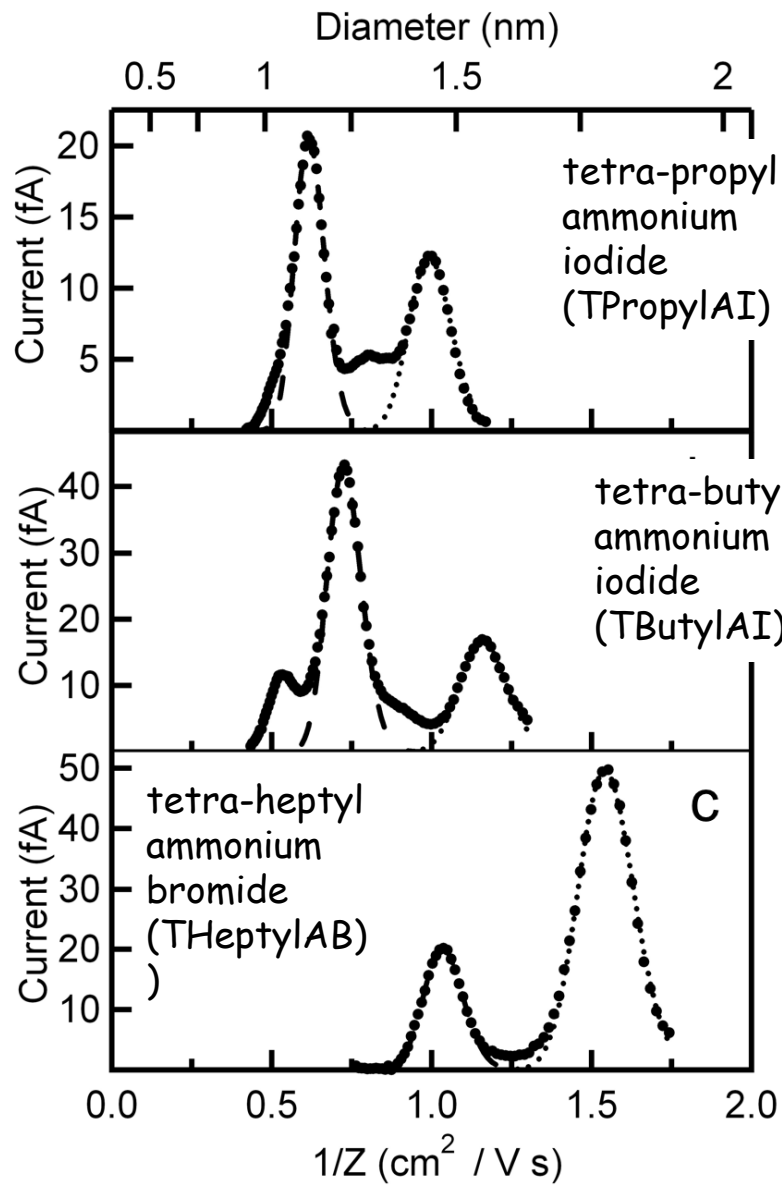 Diameter (nm)
0.5 1 1.5 2
Current (fA)
20
15
10
5
tetra-propyl
ammonium
iodide
(TPropylAI)
Current (fA)
40
30
20
10
tetra-buty
ammonium
iodide
(TButylAI)
Current (fA)
50
40
30
20
10
tetra-heptyl
ammonium
bromide
(THeptylAB)
)
c
0.0 0.5 1.0 1.5 2.0
1/Z (cm² / V s)